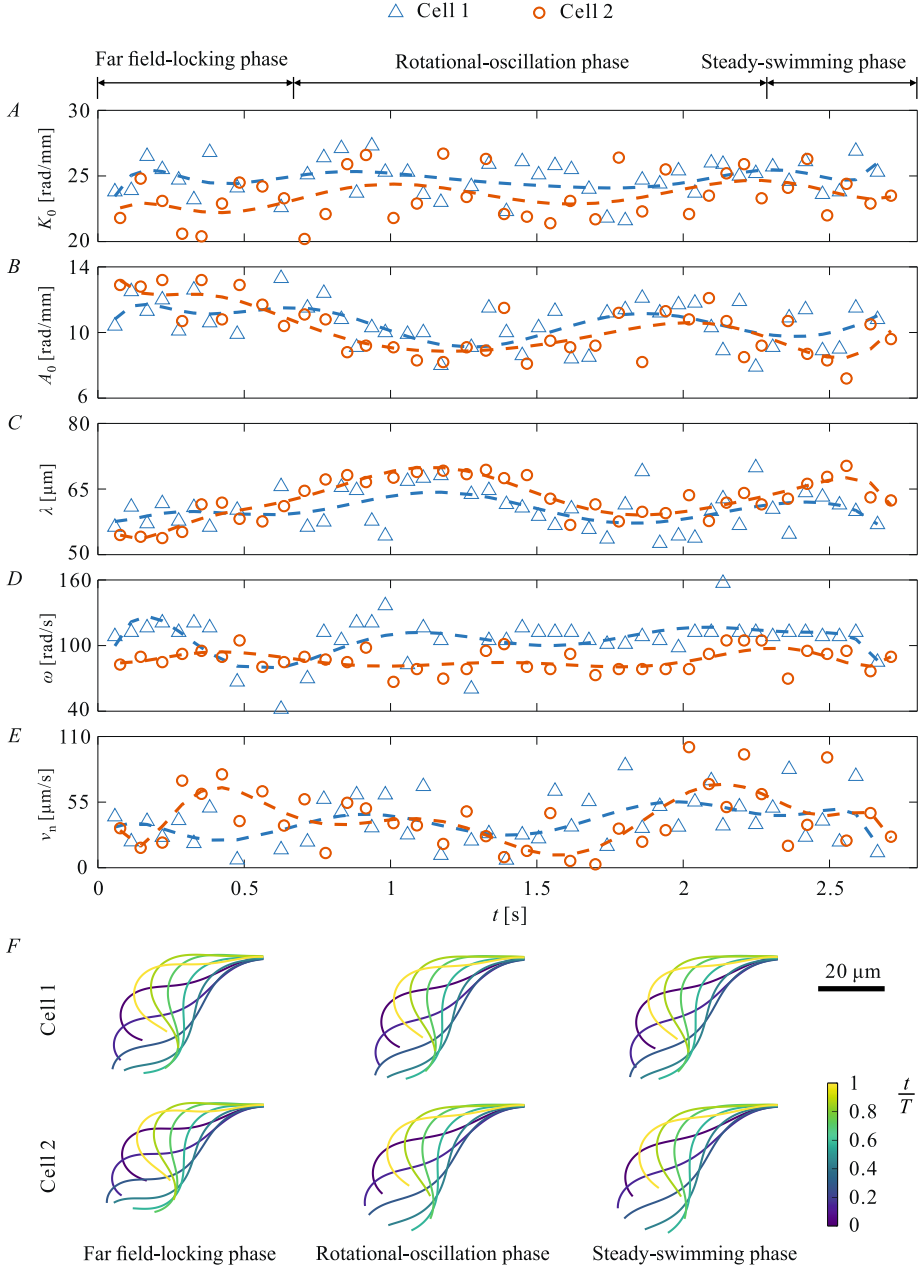 Cell 1 Cell 2
Far field-locking phase Rotational-oscillation phase Steady-swimming phase
A
K₀ [rad/mm]
30
25
20
B
A₀ [rad/mm]
14
10
6
C
λ [μm]
80
65
50
D
ω [rad/s]
160
100
40
E
vₙ [μm/s]
110
55
0
0 0.5 1 1.5 2 2.5
t [s]
F
Cell 1
20 μm
Cell 2
t/T
1
0.8
0.6
0.4
0.2
0
Far field-locking phase Rotational-oscillation phase Steady-swimming phase